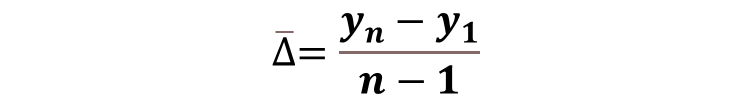 Δ̅ = (yₙ − y₁) / (n − 1)